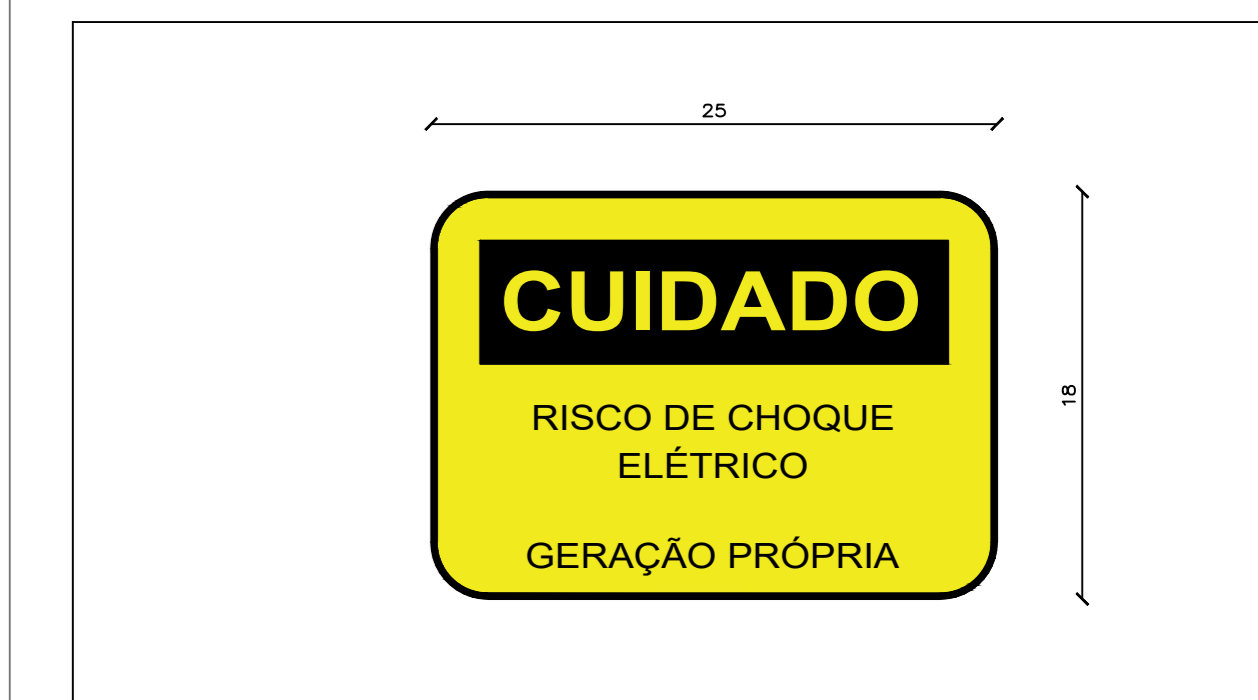 25
CUIDADO
18
RISCO DE CHOQUE
ELÉTRICO
GERAÇÃO PRÓPRIA